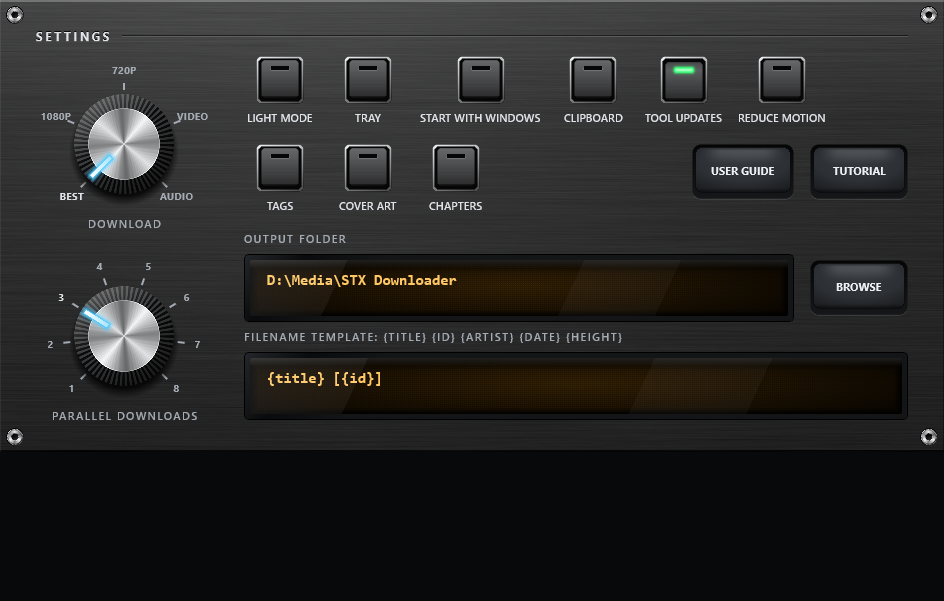 SETTINGS
720P
1080P
VIDEO
BEST
AUDIO
DOWNLOAD
LIGHT MODE
TRAY
START WITH WINDOWS
CLIPBOARD
TOOL UPDATES
REDUCE MOTION
TAGS
COVER ART
CHAPTERS
USER GUIDE
TUTORIAL
OUTPUT FOLDER
D:\Media\STX Downloader
BROWSE
FILENAME TEMPLATE: {TITLE} {ID} {ARTIST} {DATE} {HEIGHT}
{title} [{id}]
4
5
3
6
2
7
1
8
PARALLEL DOWNLOADS